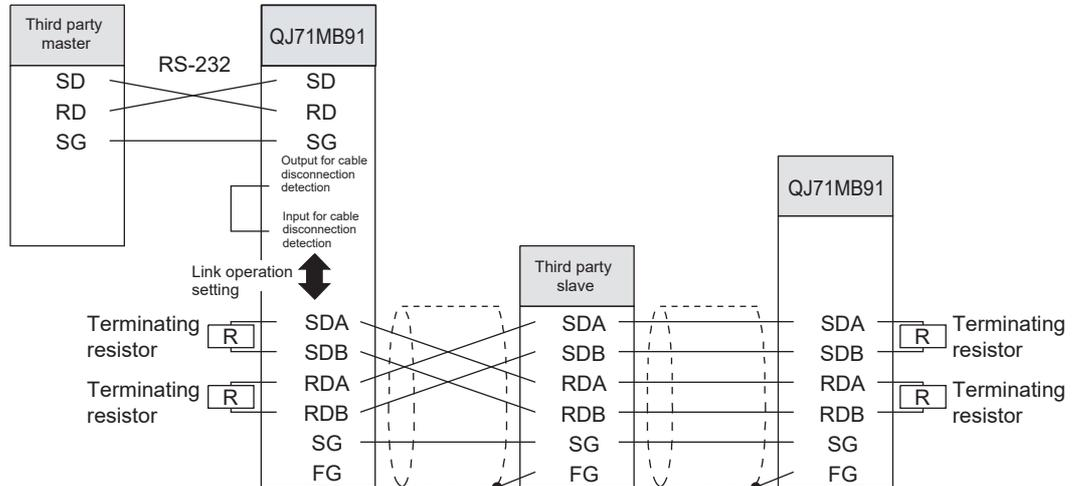 Third party
master
RS-232
SD
RD
SG
QJ71MB91
SD
RD
SG
Output for cable
disconnection
detection
Input for cable
disconnection
detection
Link operation
setting
Terminating
resistor
R
Terminating
resistor
R
SDA
SDB
RDA
RDB
SG
FG
Third party
slave
SDA
SDB
RDA
RDB
SG
FG
QJ71MB91
SDA
SDB
RDA
RDB
SG
FG
R
Terminating
resistor
R
Terminating
resistor